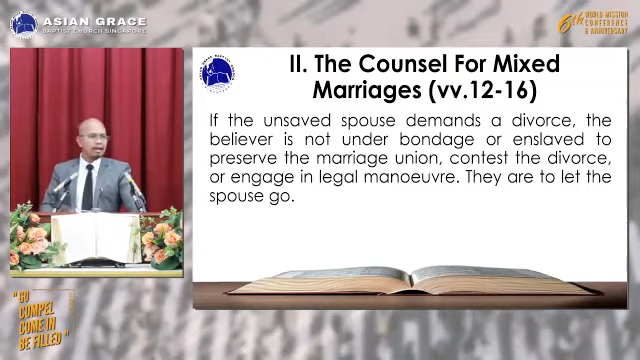 ASIAN GRACE
BAPTIST CHURCH SINGAPORE
6th WORLD MISSION
CONFERENCE
& ANNIVERSARY
II. The Counsel For Mixed
Marriages (vv.12-16)
If the unsaved spouse demands a divorce, the
believer is not under bondage or enslaved to
preserve the marriage union, contest the divorce,
or engage in legal manoeuvre. They are to let the
spouse go.
"GO
COMPEL
COME IN
BE FILLED"